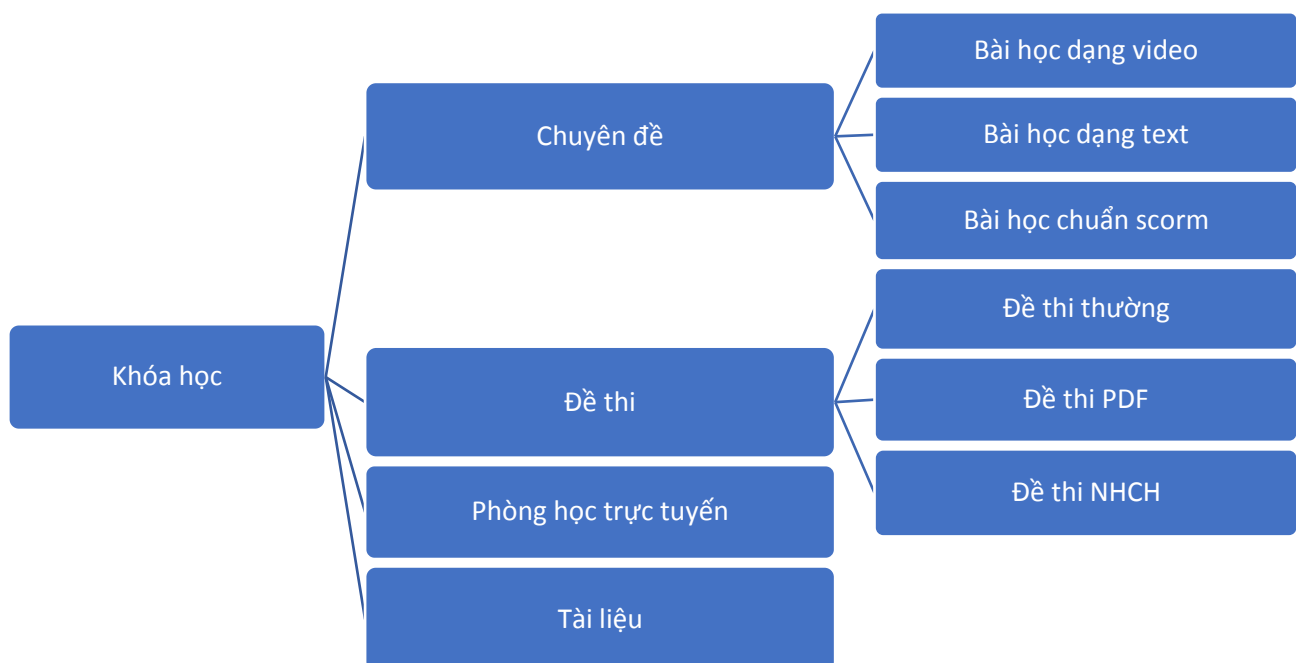 Khóa học
Chuyên đề
Bài học dạng video
Bài học dạng text
Bài học chuẩn scorm
Đề thi
Đề thi thường
Đề thi PDF
Đề thi NHCH
Phòng học trực tuyến
Tài liệu